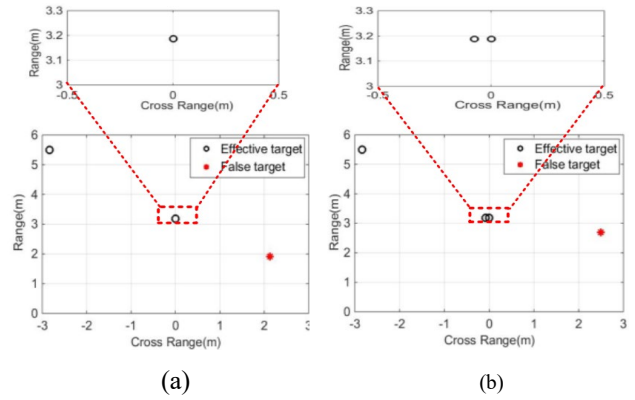 3.3
3.2
3.1
3
-0.5 0 0.5
Range(m)
Cross Range(m)
6
5
4
3
2
1
0
-3 -2 -1 0 1 2 3
Range(m)
Cross Range(m)
Effective target
False target
(a)
3.3
3.2
3.1
3
-0.5 0 0.5
Range(m)
Cross Range(m)
6
5
4
3
2
1
0
-3 -2 -1 0 1 2 3
Range(m)
Cross Range(m)
Effective target
False target
(b)